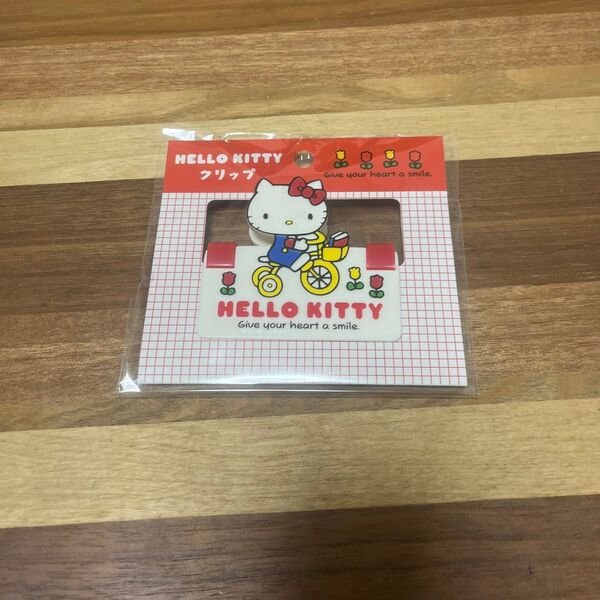 HELLO KITTY
クリップ
Give your heart a smile.
HELLO KITTY
Give your heart a smile.